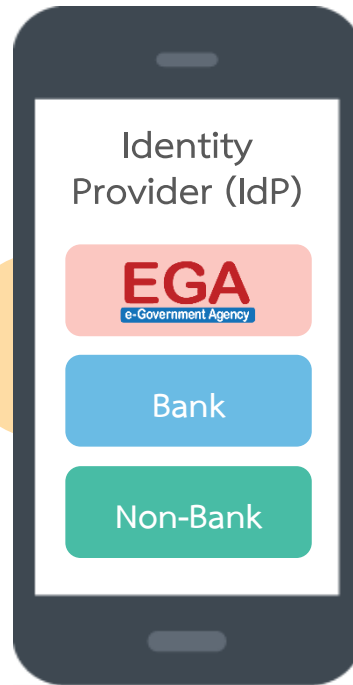 Identity
Provider (IdP)
EGA
e-Government Agency
Bank
Non-Bank